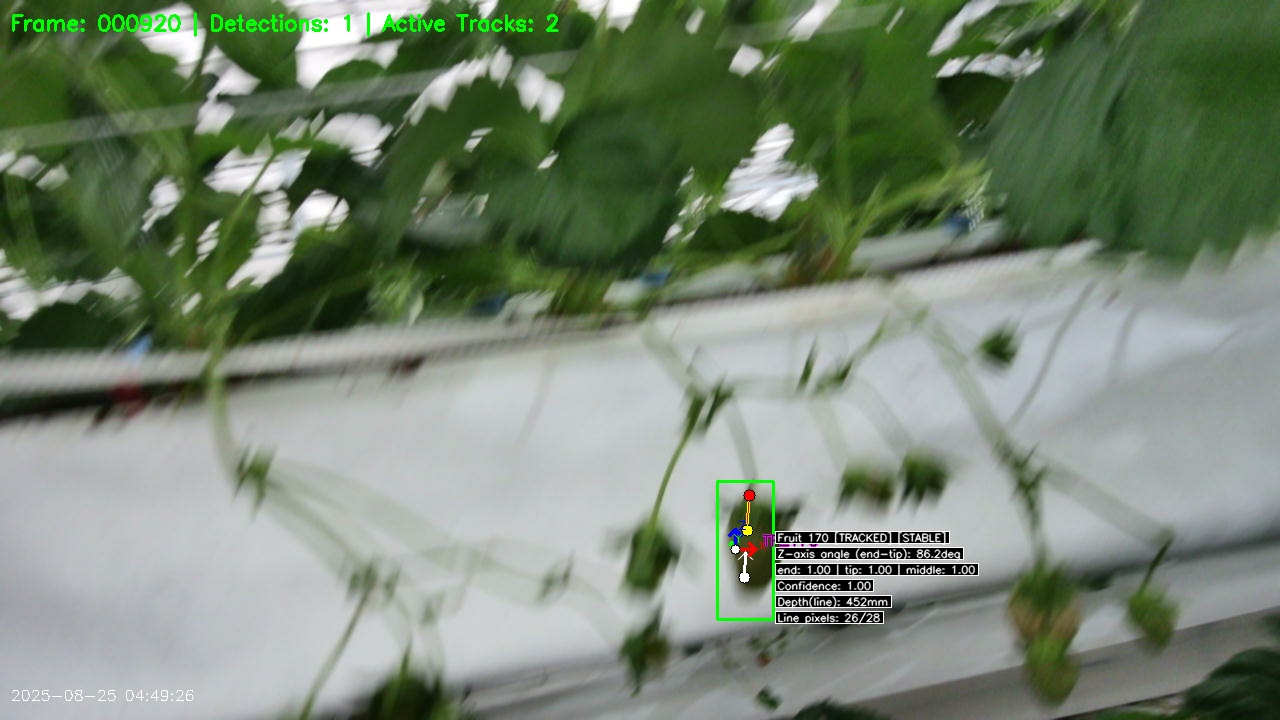 Frame: 000920 | Detections: 1 | Active Tracks: 2
Fruit 170 [TRACKED] [STABLE]
Z-axis angle (end-tip): 86.2deg
end: 1.00 | tip: 1.00 | middle: 1.00
Confidence: 1.00
Depth(line): 452mm
Line pixels: 26/28
2025-08-25 04:49:26